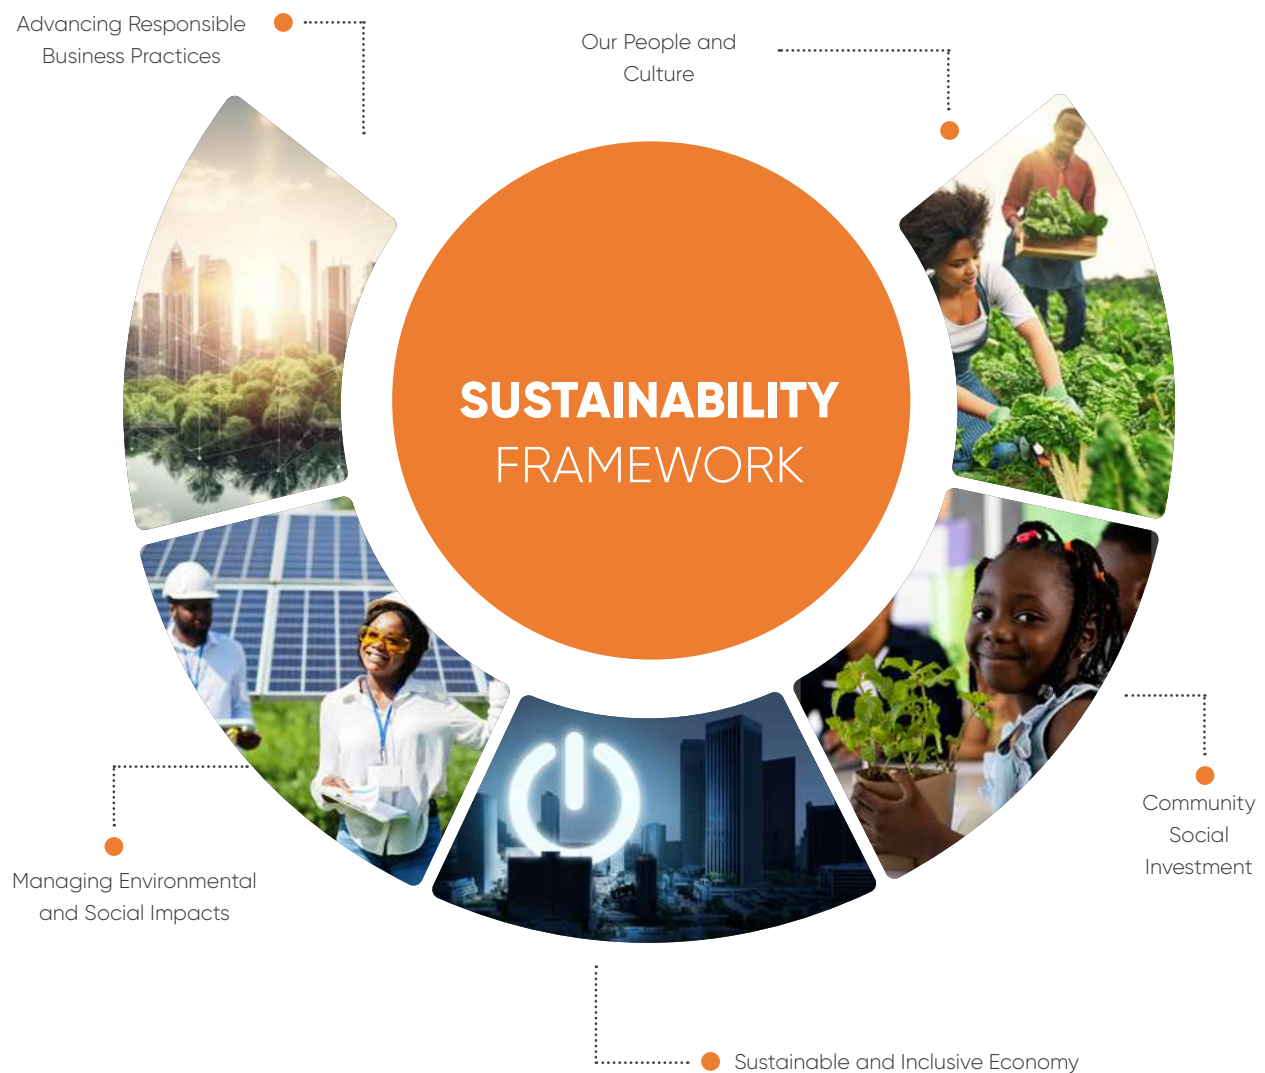 Advancing Responsible
Business Practices
Our People and
Culture
SUSTAINABILITY
FRAMEWORK
Community
Social
Investment
Managing Environmental
and Social Impacts
Sustainable and Inclusive Economy